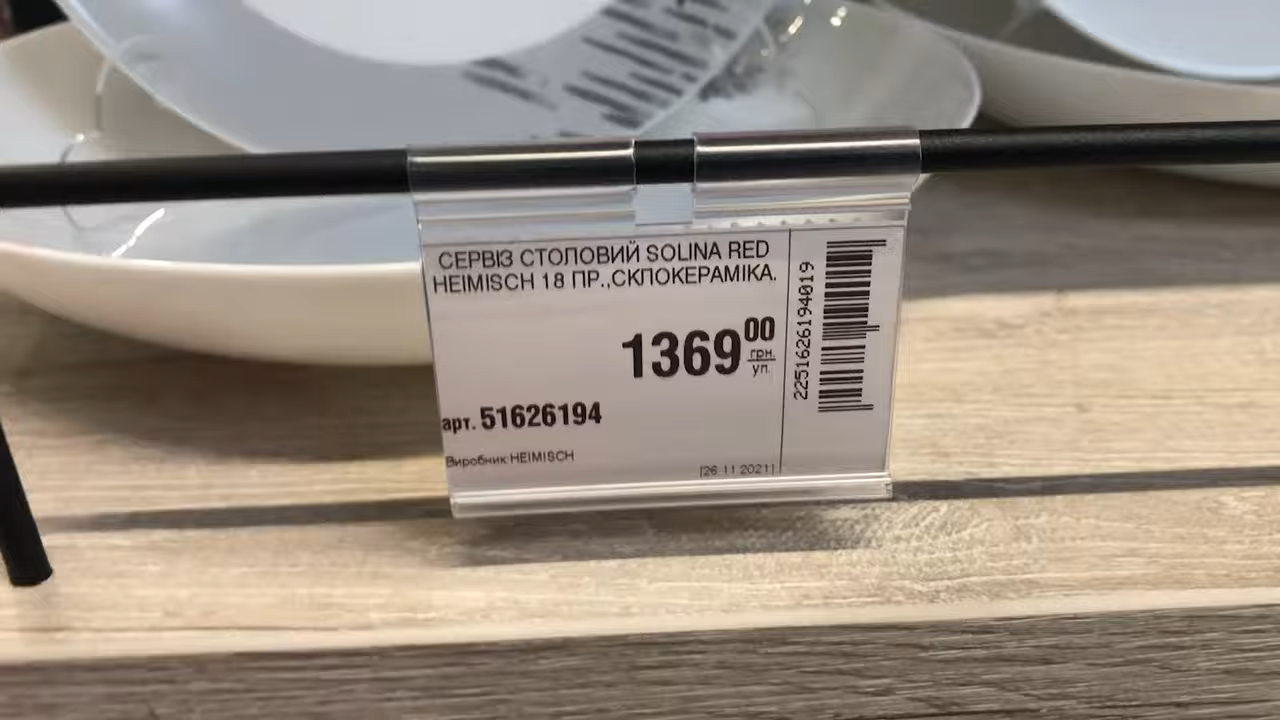 СЕРВІЗ СТОЛОВИЙ SOLINA RED
HEIMISCH 18 ПР.,СКЛОКЕРАМІКА.
1369 00
грн.
уп.
арт. 51626194
Виробник:HEIMISCH
[26.11.2021]
2251626194019